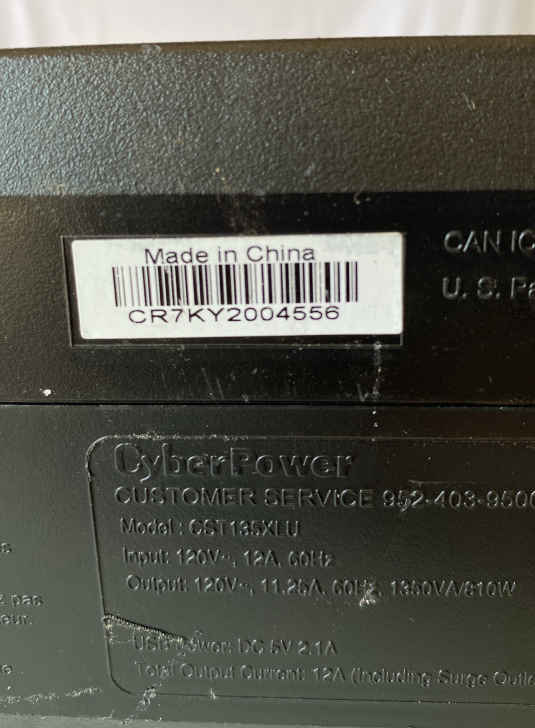 Made in China
CR7KY2004556
CAN IC
U. S. Pa
CyberPower
CUSTOMER SERVICE 952-403-9500
Model : CST135XLU
Input: 120V~, 12A, 60Hz
Output: 120V~, 11.25A, 60Hz, 1350VA/810W
pas
eur.
USB Power: DC 5V 2.1A
Total Output Current: 12A (Including Surge Outle